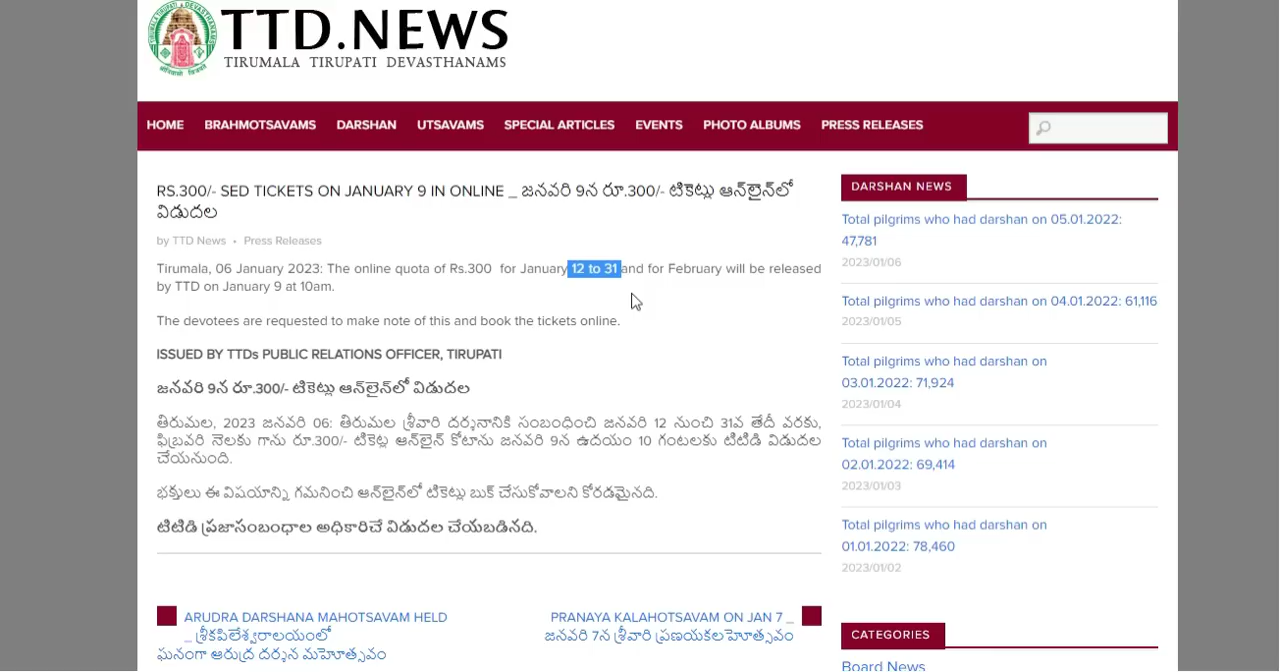 TTD.NEWS
TIRUMALA TIRUPATI DEVASTHANAMS
HOME BRAHMOTSAVAMS DARSHAN UTSAVAMS SPECIAL ARTICLES EVENTS PHOTO ALBUMS PRESS RELEASES
RS.300/- SED TICKETS ON JANUARY 9 IN ONLINE _ జనవరి 9న రూ.300/- టికెట్లు ఆన్‌లైన్‌లో
విడుదల
by TTD News • Press Releases
Tirumala, 06 January 2023: The online quota of Rs.300 for January 12 to 31 and for February will be released
by TTD on January 9 at 10am.
The devotees are requested to make note of this and book the tickets online.
ISSUED BY TTDs PUBLIC RELATIONS OFFICER, TIRUPATI
జనవరి 9న రూ.300/- టికెట్లు ఆన్‌లైన్‌లో విడుదల
తిరుమల, 2023 జనవరి 06: తిరుమల శ్రీవారి దర్శనానికి సంబంధించి జనవరి 12 నుంచి 31వ తేదీ వరకు,
ఫిబ్రవరి నెలకు గాను రూ.300/- టికెట్ల ఆన్‌లైన్ కోటాను జనవరి 9న ఉదయం 10 గంటలకు టిటిడి విడుదల
చేయనుంది.
భక్తులు ఈ విషయాన్ని గమనించి ఆన్‌లైన్‌లో టికెట్లు బుక్ చేసుకోవాలని కోరడమైనది.
టిటిడి ప్రజాసంబంధాల అధికారిచే విడుదల చేయబడినది.
ARUDRA DARSHANA MAHOTSAVAM HELD
_ శ్రీకపిలేశ్వరాలయంలో
ఘనంగా ఆరుద్ర దర్శన మహోత్సవం
PRANAYA KALAHOTSAVAM ON JAN 7 _
జనవరి 7న శ్రీవారి ప్రణయకలహోత్సవం
DARSHAN NEWS
Total pilgrims who had darshan on 05.01.2022:
47,781
2023/01/06
Total pilgrims who had darshan on 04.01.2022: 61,116
2023/01/05
Total pilgrims who had darshan on
03.01.2022: 71,924
2023/01/04
Total pilgrims who had darshan on
02.01.2022: 69,414
2023/01/03
Total pilgrims who had darshan on
01.01.2022: 78,460
2023/01/02
CATEGORIES
Board News